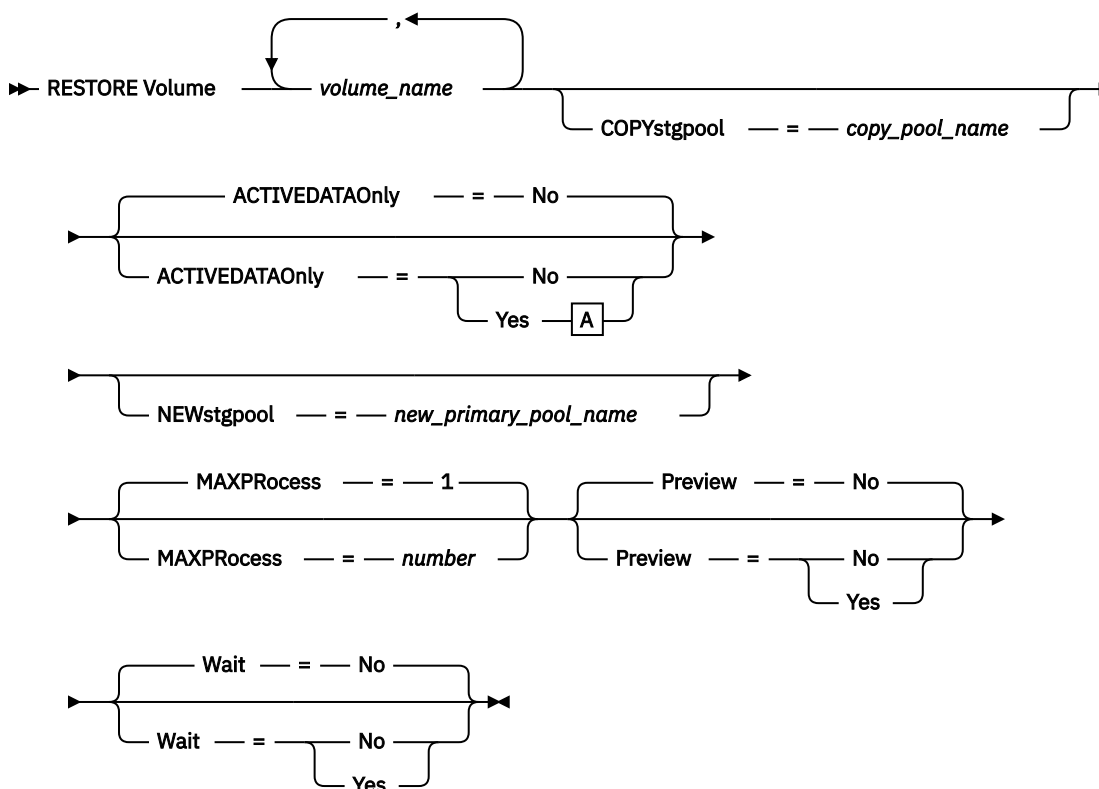 ,
RESTORE Volume volume_name
COPYstgpool = copy_pool_name
ACTIVEDATAOnly = No
ACTIVEDATAOnly = No
Yes A
NEWstgpool = new_primary_pool_name
MAXPRocess = 1 Preview = No
MAXPRocess = number Preview = No
Yes
Wait = No
Wait = No
Yes